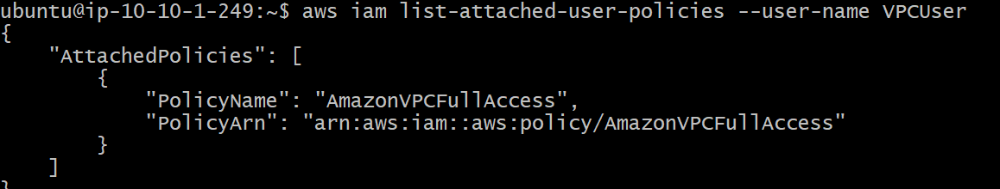 ubuntu@ip-10-10-1-249:~$ aws iam list-attached-user-policies --user-name VPCUser
{
    "AttachedPolicies": [
        {
            "PolicyName": "AmazonVPCFullAccess",
            "PolicyArn": "arn:aws:iam::aws:policy/AmazonVPCFullAccess"
        }
    ]
}